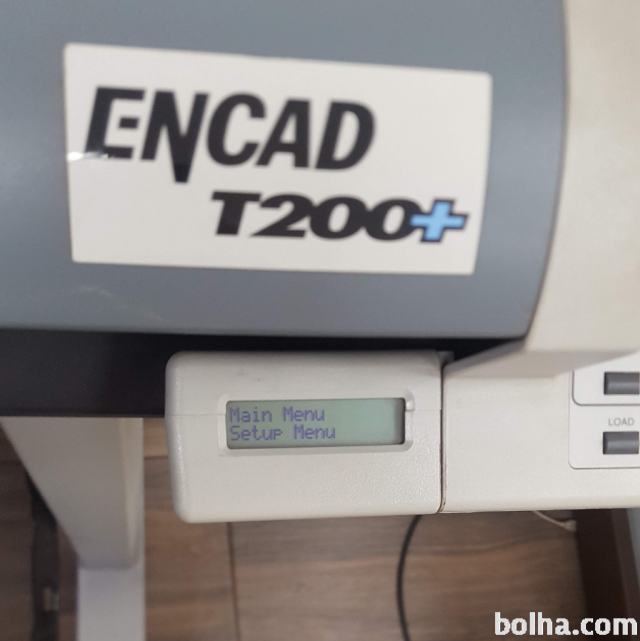 ENCAD
T200+
Main Menu
Setup Menu
LOAD
bolha.com